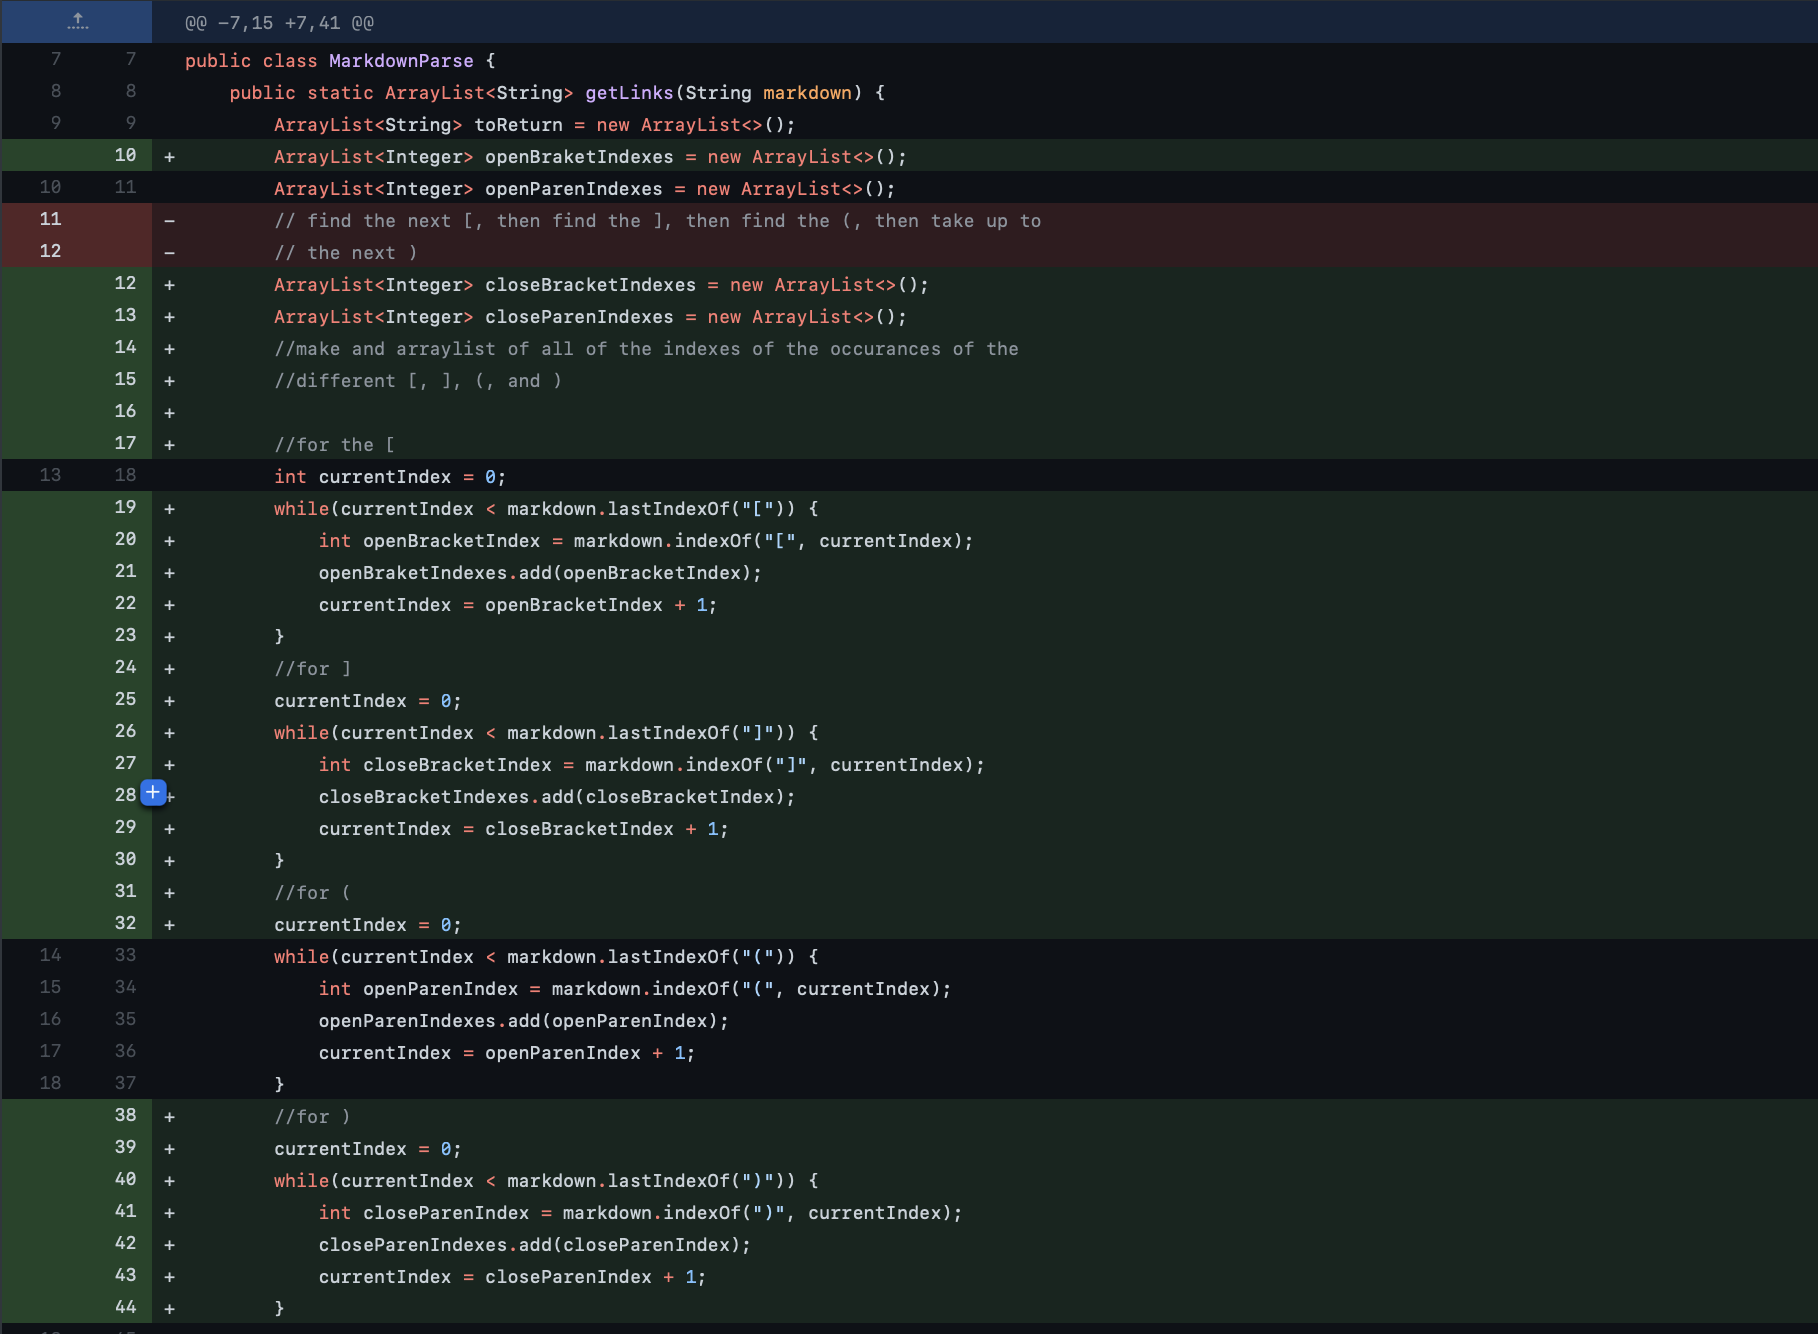 @@ -7,15 +7,41 @@
7 7 public class MarkdownParse {
8 8 public static ArrayList<String> getLinks(String markdown) {
9 9 ArrayList<String> toReturn = new ArrayList<>();
10 + ArrayList<Integer> openBraketIndexes = new ArrayList<>();
10 11 ArrayList<Integer> openParenIndexes = new ArrayList<>();
11 - // find the next [, then find the ], then find the (, then take up to
12 - // the next )
12 + ArrayList<Integer> closeBracketIndexes = new ArrayList<>();
13 + ArrayList<Integer> closeParenIndexes = new ArrayList<>();
14 + //make and arraylist of all of the indexes of the occurances of the
15 + //different [, ], (, and )
16 +
17 + //for the [
13 18 int currentIndex = 0;
19 + while(currentIndex < markdown.lastIndexOf("[")) {
20 + int openBracketIndex = markdown.indexOf("[", currentIndex);
21 + openBraketIndexes.add(openBracketIndex);
22 + currentIndex = openBracketIndex + 1;
23 + }
24 + //for ]
25 + currentIndex = 0;
26 + while(currentIndex < markdown.lastIndexOf("]")) {
27 + int closeBracketIndex = markdown.indexOf("]", currentIndex);
28 + closeBracketIndexes.add(closeBracketIndex);
29 + currentIndex = closeBracketIndex + 1;
30 + }
31 + //for (
32 + currentIndex = 0;
14 33 while(currentIndex < markdown.lastIndexOf("(")) {
15 34 int openParenIndex = markdown.indexOf("(", currentIndex);
16 35 openParenIndexes.add(openParenIndex);
17 36 currentIndex = openParenIndex + 1;
18 37 }
38 + //for )
39 + currentIndex = 0;
40 + while(currentIndex < markdown.lastIndexOf(")")) {
41 + int closeParenIndex = markdown.indexOf(")", currentIndex);
42 + closeParenIndexes.add(closeParenIndex);
43 + currentIndex = closeParenIndex + 1;
44 + }